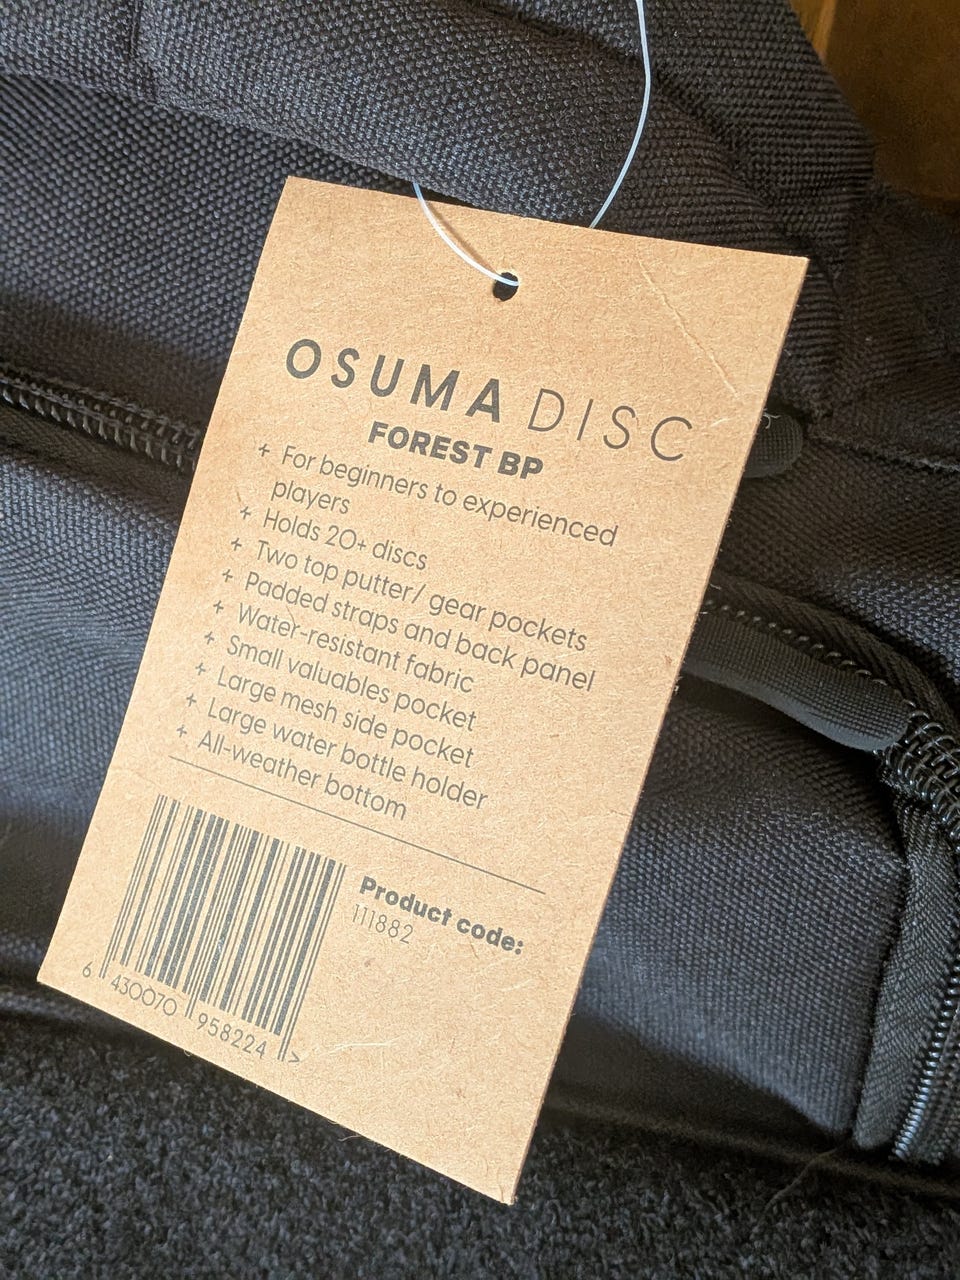 OSUMA DISC
FOREST BP
+ For beginners to experienced
players
+ Holds 20+ discs
+ Two top putter/ gear pockets
+ Padded straps and back panel
+ Water-resistant fabric
+ Small valuables pocket
+ Large mesh side pocket
+ Large water bottle holder
+ All-weather bottom
Product code:
111882
6 430070 958224 >